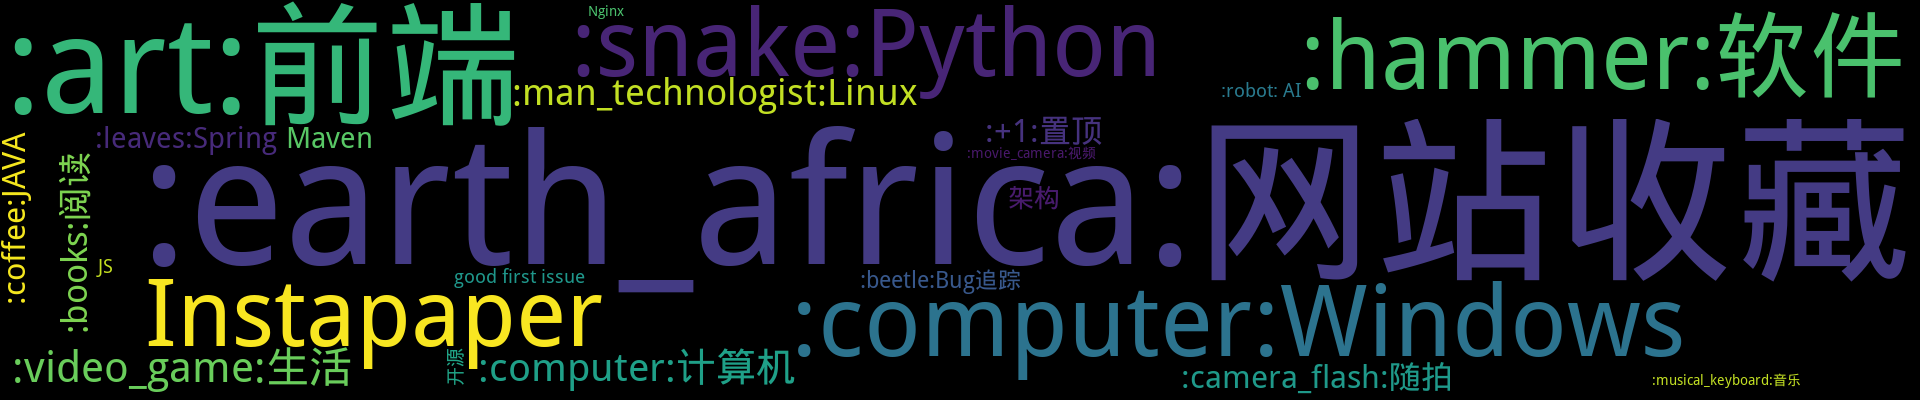 :art:前端
Nginx
:snake:Python
:hammer:软件
:man_technologist:Linux
:robot: AI
:leaves:Spring
Maven
:+1:置顶
:movie_camera:视频
:earth_africa:网站收藏
架构
:coffee:JAVA
:books:阅读
JS
good first issue
:beetle:Bug追踪
Instapaper
:computer:Windows
:video_game:生活
开源
:computer:计算机
:camera_flash:随拍
:musical_keyboard:音乐